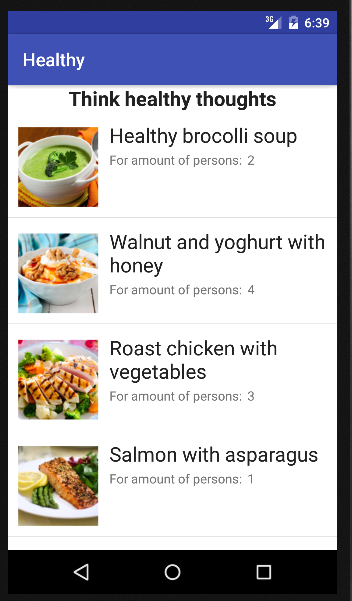 3G 6:39
Healthy
Think healthy thoughts
Healthy brocolli soup
For amount of persons: 2
Walnut and yoghurt with
honey
For amount of persons: 4
Roast chicken with
vegetables
For amount of persons: 3
Salmon with asparagus
For amount of persons: 1